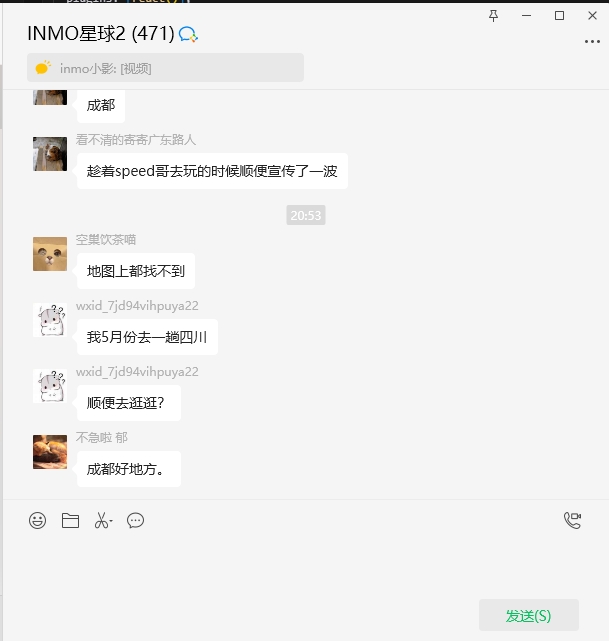 INMO星球2 (471)
inmo小影: [视频]
成都
看不清的寄寄广东路人
趁着speed哥去玩的时候顺便宣传了一波
20:53
空巢饮茶喵
地图上都找不到
wxid_7jd94vihpuya22
我5月份去一趟四川
wxid_7jd94vihpuya22
顺便去逛逛?
不急啦 郁
成都好地方。
发送(S)